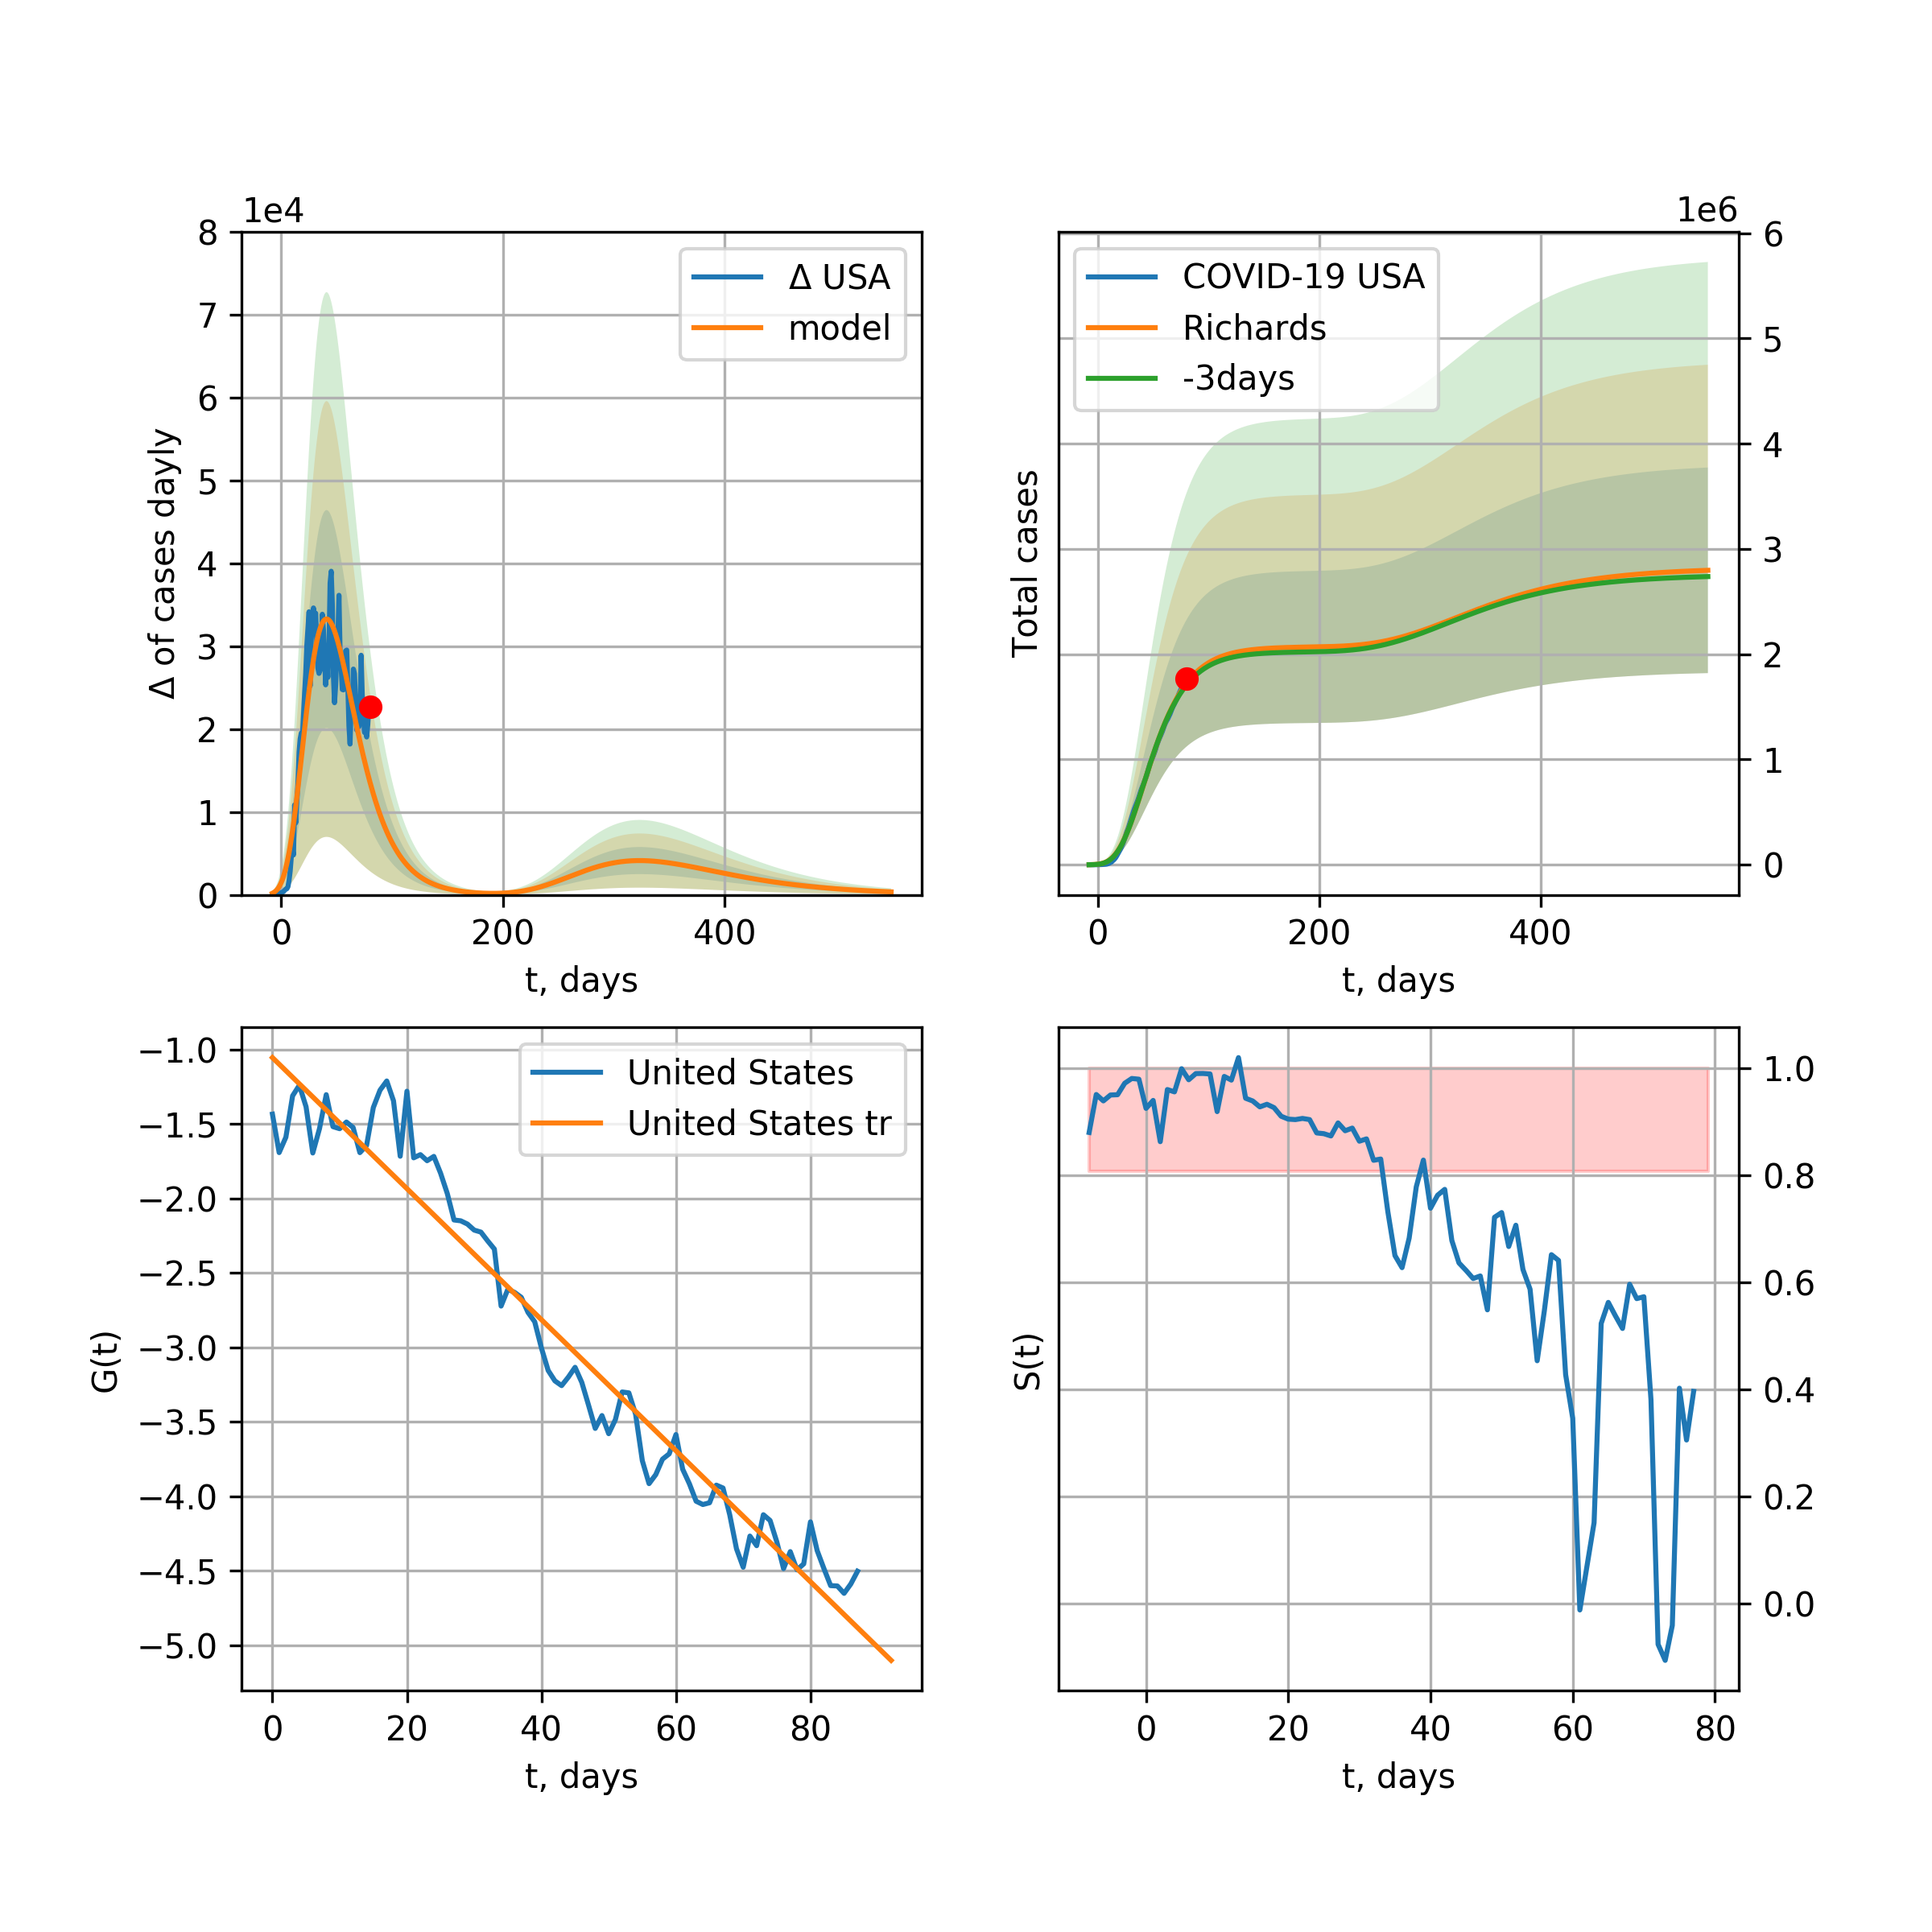 1e4
8
7
6
5
4
3
2
1
0
Δ of cases dayly
Δ USA
model
0 200 400
t, days
1e6
6
5
4
3
2
1
0
Total cases
COVID-19 USA
Richards
-3days
0 200 400
t, days
−1.0
−1.5
−2.0
−2.5
−3.0
−3.5
−4.0
−4.5
−5.0
G(t)
United States
United States tr
0 20 40 60 80
t, days
1.0
0.8
0.6
0.4
0.2
0.0
S(t)
0 20 40 60 80
t, days